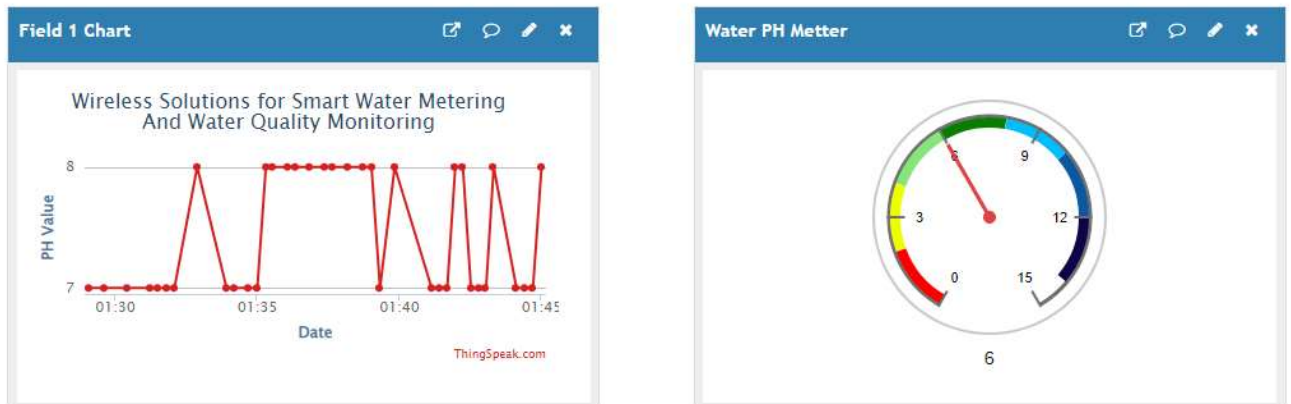 Field 1 Chart
Wireless Solutions for Smart Water Metering
And Water Quality Monitoring
8
7
PH Value
01:30 01:35 01:40 01:45
Date
ThingSpeak.com
Water PH Metter
0
3
6
9
12
15
6